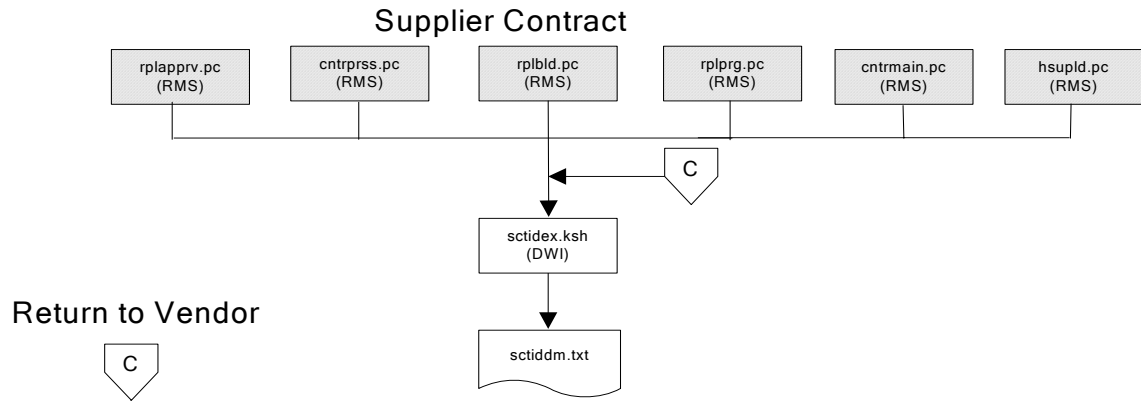 Supplier Contract
rplapprv.pc
(RMS)
cntrprss.pc
(RMS)
rplbld.pc
(RMS)
rplprg.pc
(RMS)
cntrmain.pc
(RMS)
hsupld.pc
(RMS)
C
sctidex.ksh
(DWI)
sctiddm.txt
Return to Vendor
C